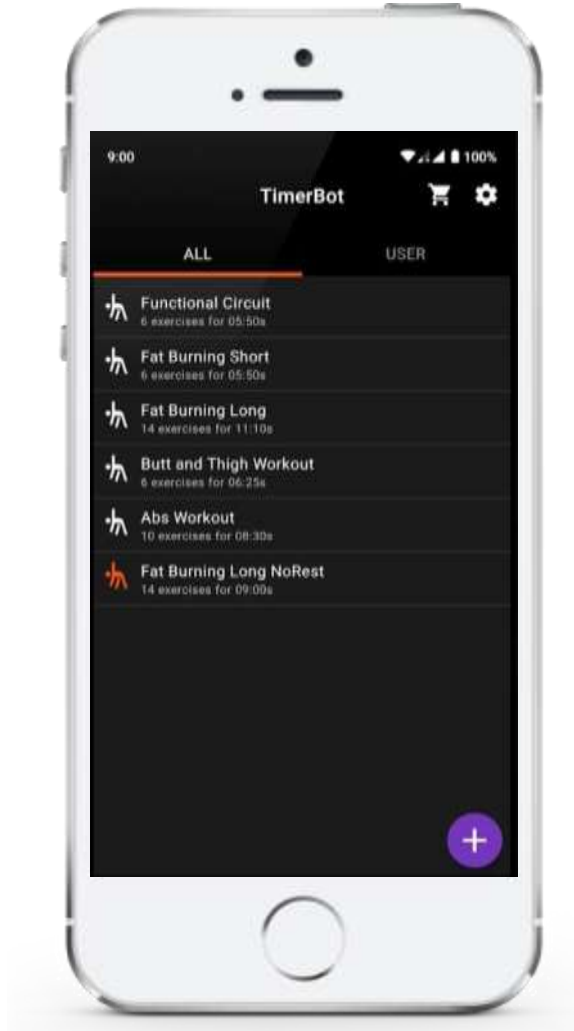 9:00 100%
TimerBot
ALL USER
Functional Circuit
6 exercises for 05:50s
Fat Burning Short
6 exercises for 05:50s
Fat Burning Long
14 exercises for 11:10s
Butt and Thigh Workout
6 exercises for 06:25s
Abs Workout
10 exercises for 08:30s
Fat Burning Long NoRest
14 exercises for 09:00s